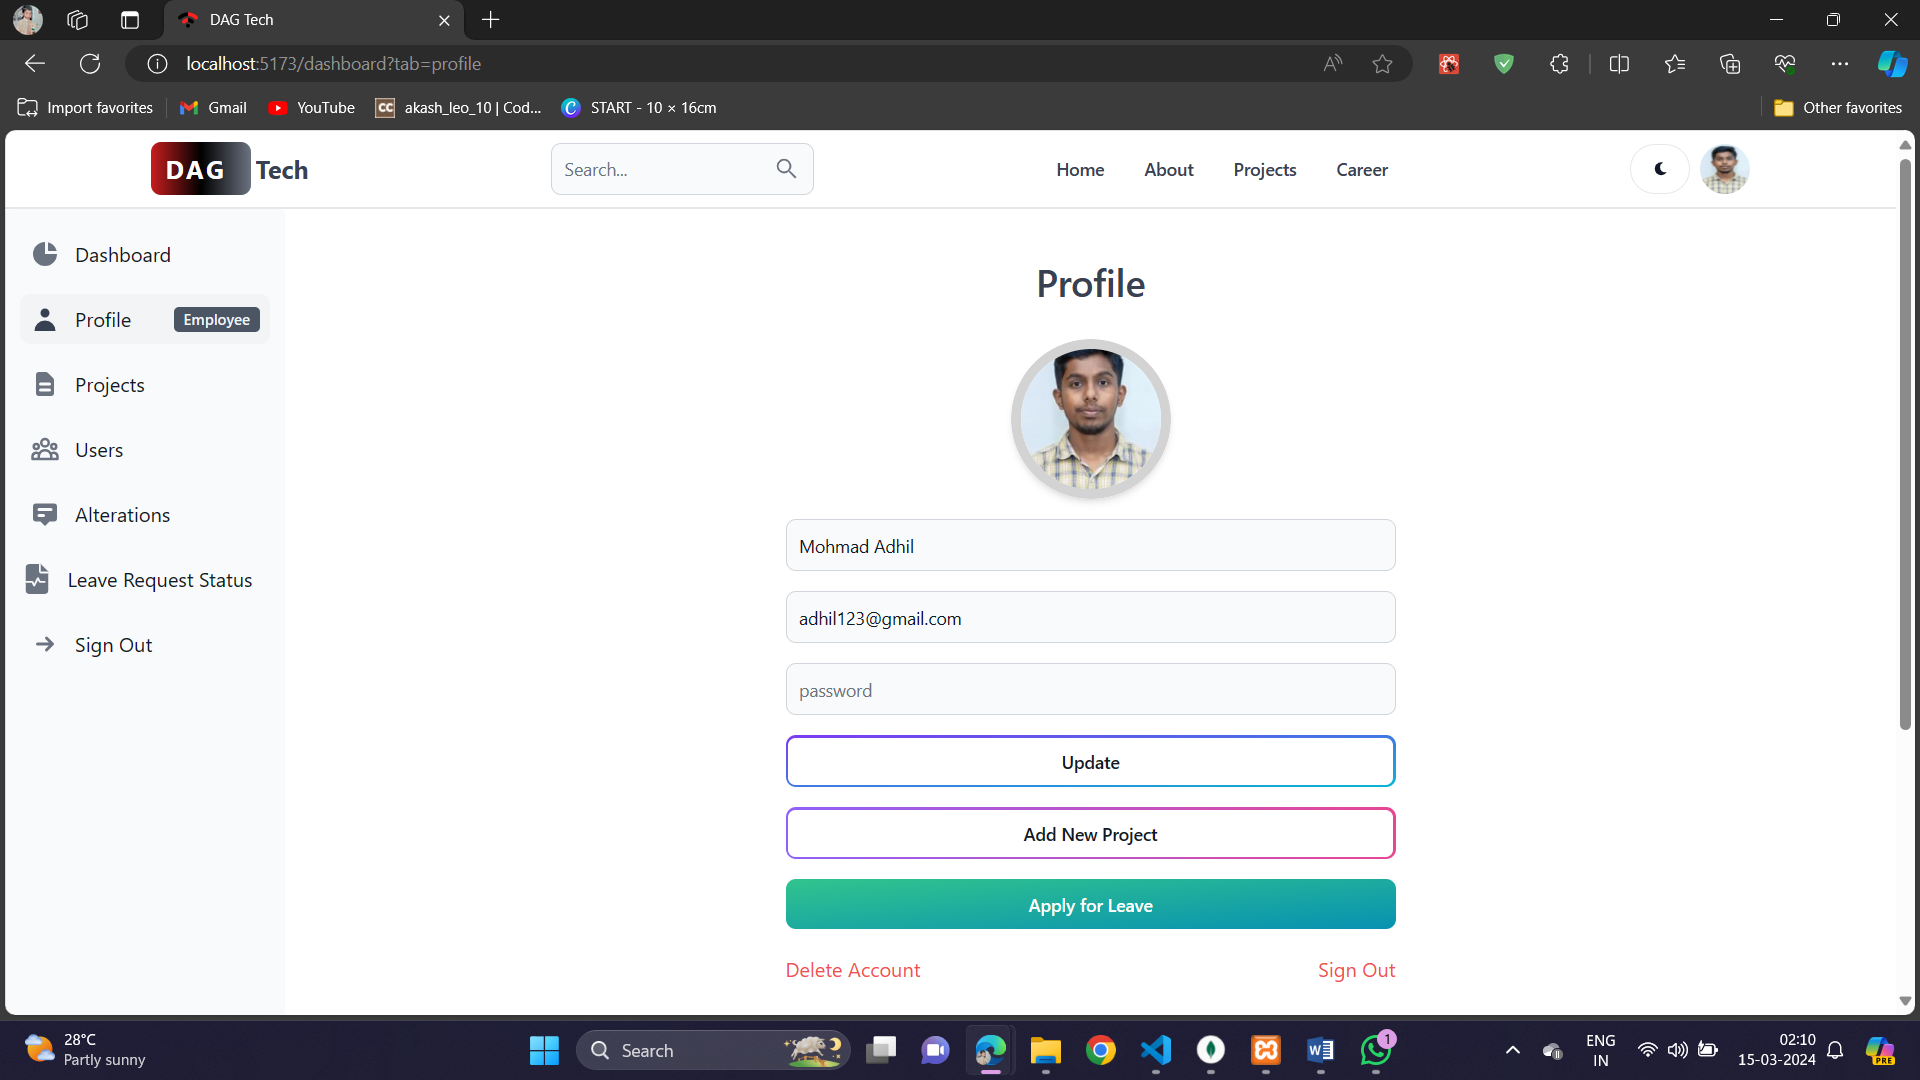 DAG Tech
localhost:5173/dashboard?tab=profile
Import favorites
Gmail
YouTube
akash_leo_10 | Cod...
START - 10 × 16cm
Other favorites
DAG Tech
Search...
Home
About
Projects
Career
Dashboard
Profile
Employee
Projects
Users
Alterations
Leave Request Status
Sign Out
Profile
Mohmad Adhil
adhil123@gmail.com
password
Update
Add New Project
Apply for Leave
Delete Account
Sign Out
28°C
Partly sunny
Search
1
ENG
IN
02:10
15-03-2024
PRE